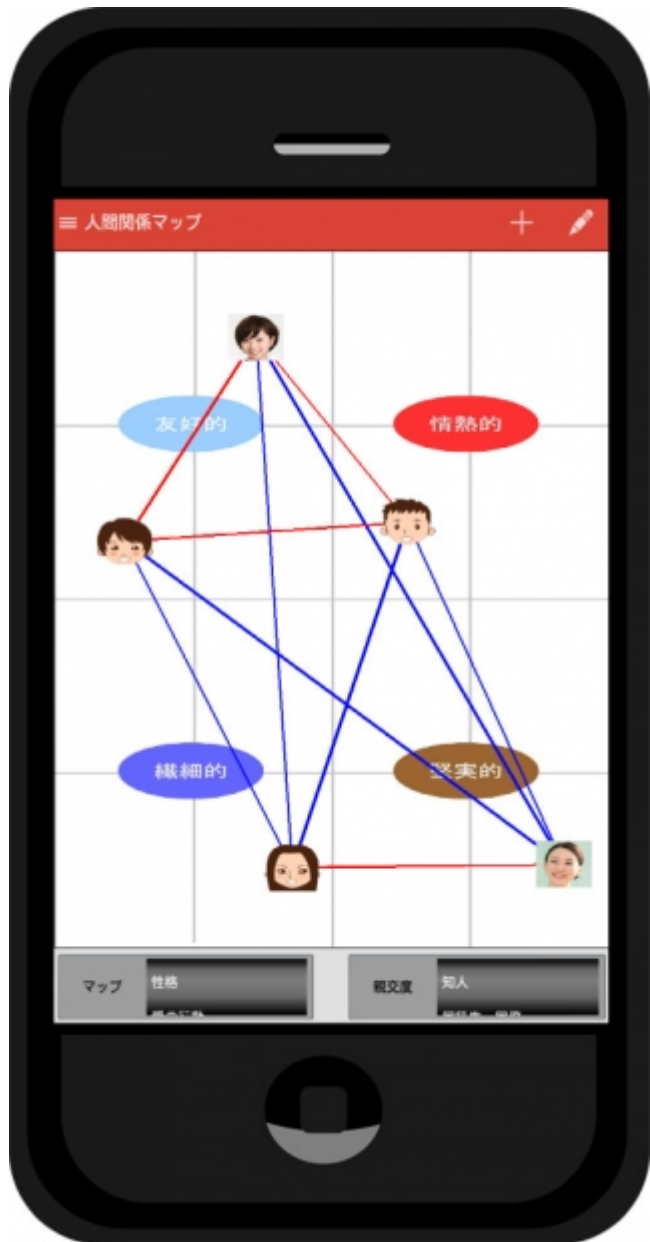 人間関係マップ
友好的
情熱的
繊細的
堅実的
マップ
性格
親交度
知人